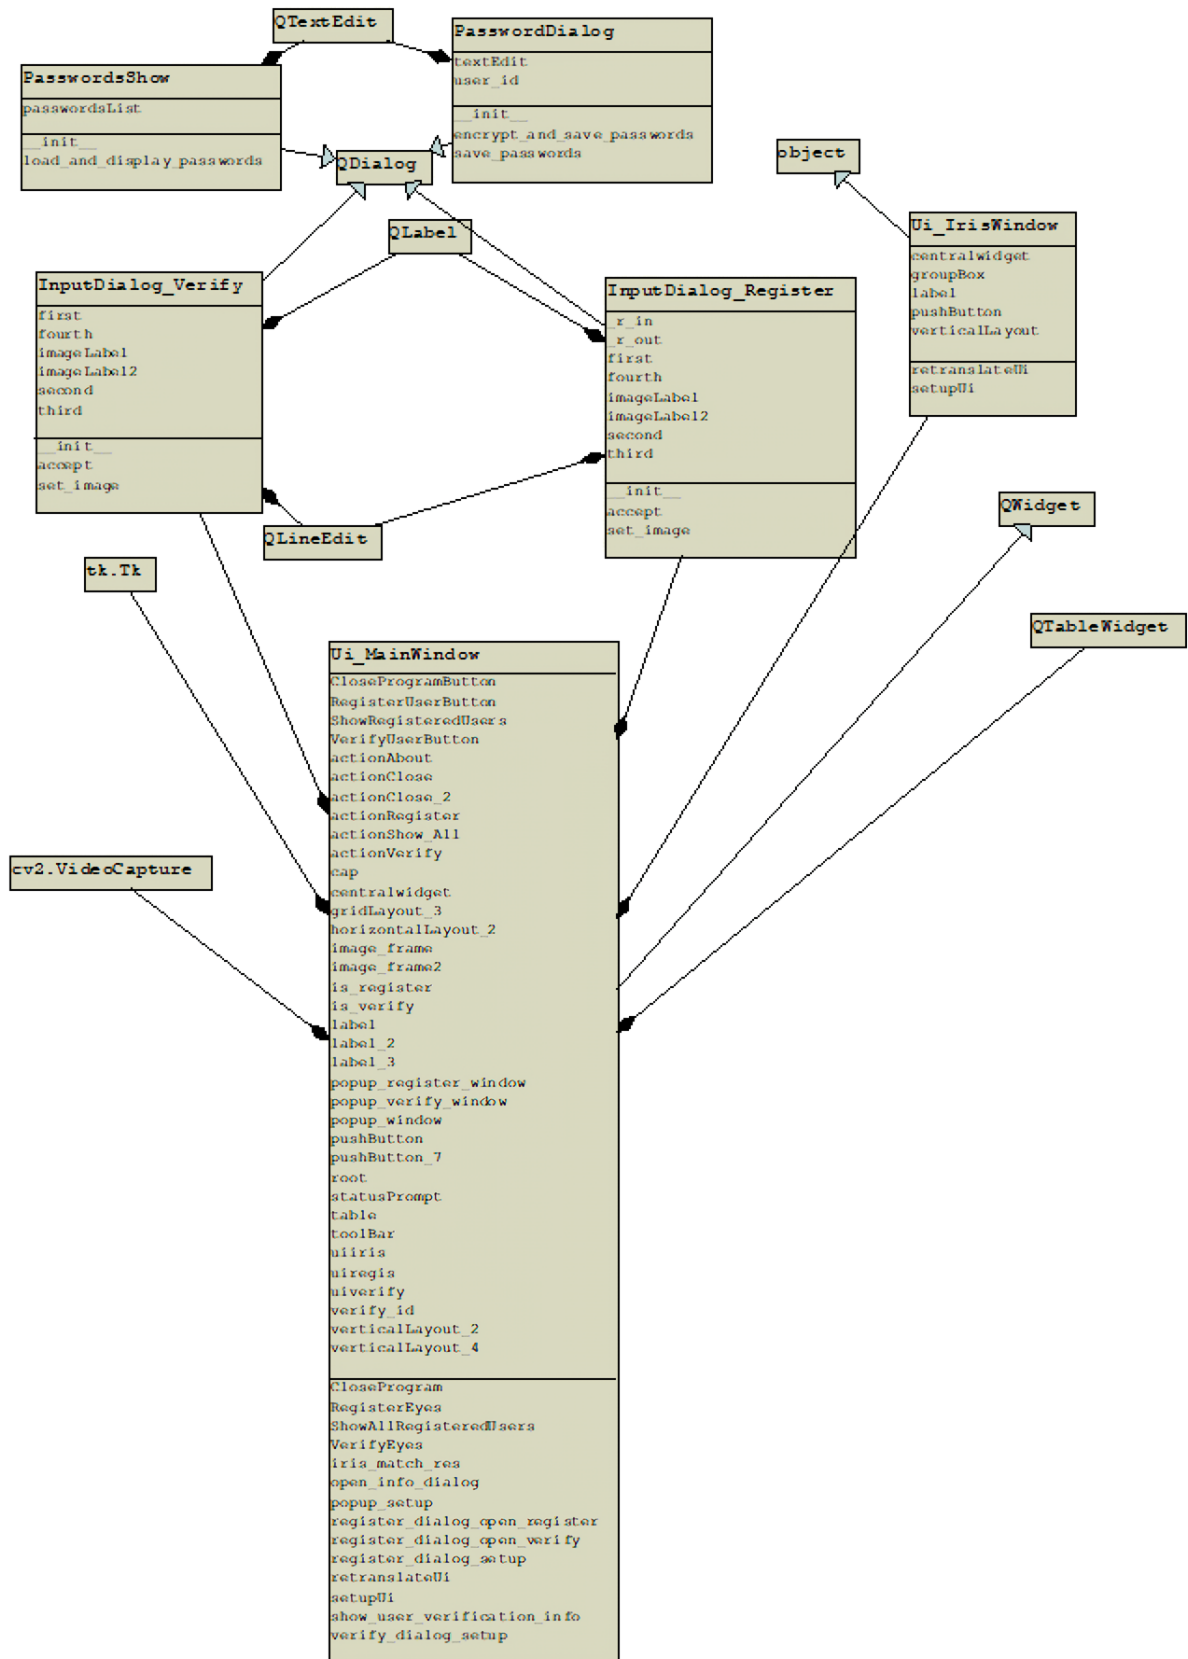 QTextEdit
PasswordDialog
textEdit
user_id
__init__
encrypt_and_save_passwords
save_passwords
PasswordsShow
passwordsList
__init__
load_and_display_passwords
QDialog
object
QLabel
Ui_IrisWindow
centralwidget
groupBox
label
pushButton
verticalLayout
retranslateUi
setupUi
InputDialog_Verify
first
fourth
imageLabel
imageLabel2
second
third
__init__
accept
set_image
InputDialog_Register
_r_in
_r_out
first
fourth
imageLabel
imageLabel2
second
third
__init__
accept
set_image
QLineEdit
QWidget
tk.Tk
QTableWidget
cv2.VideoCapture
Ui_MainWindow
CloseProgramButton
RegisterUserButton
ShowRegisteredUsers
VerifyUserButton
actionAbout
actionClose
actionClose_2
actionRegister
actionShow_All
actionVerify
cap
centralwidget
gridLayout_3
horizontalLayout_2
image_frame
image_frame2
is_register
is_verify
label
label_2
label_3
popup_register_window
popup_verify_window
popup_window
pushButton
pushButton_7
root
statusPrompt
table
toolBar
uiiris
uiregis
uiverify
verify_id
verticalLayout_2
verticalLayout_4
CloseProgram
RegisterEyes
ShowAllRegisteredUsers
VerifyEyes
iris_match_res
open_info_dialog
popup_setup
register_dialog_open_register
register_dialog_open_verify
register_dialog_setup
retranslateUi
setupUi
show_user_verification_info
verify_dialog_setup